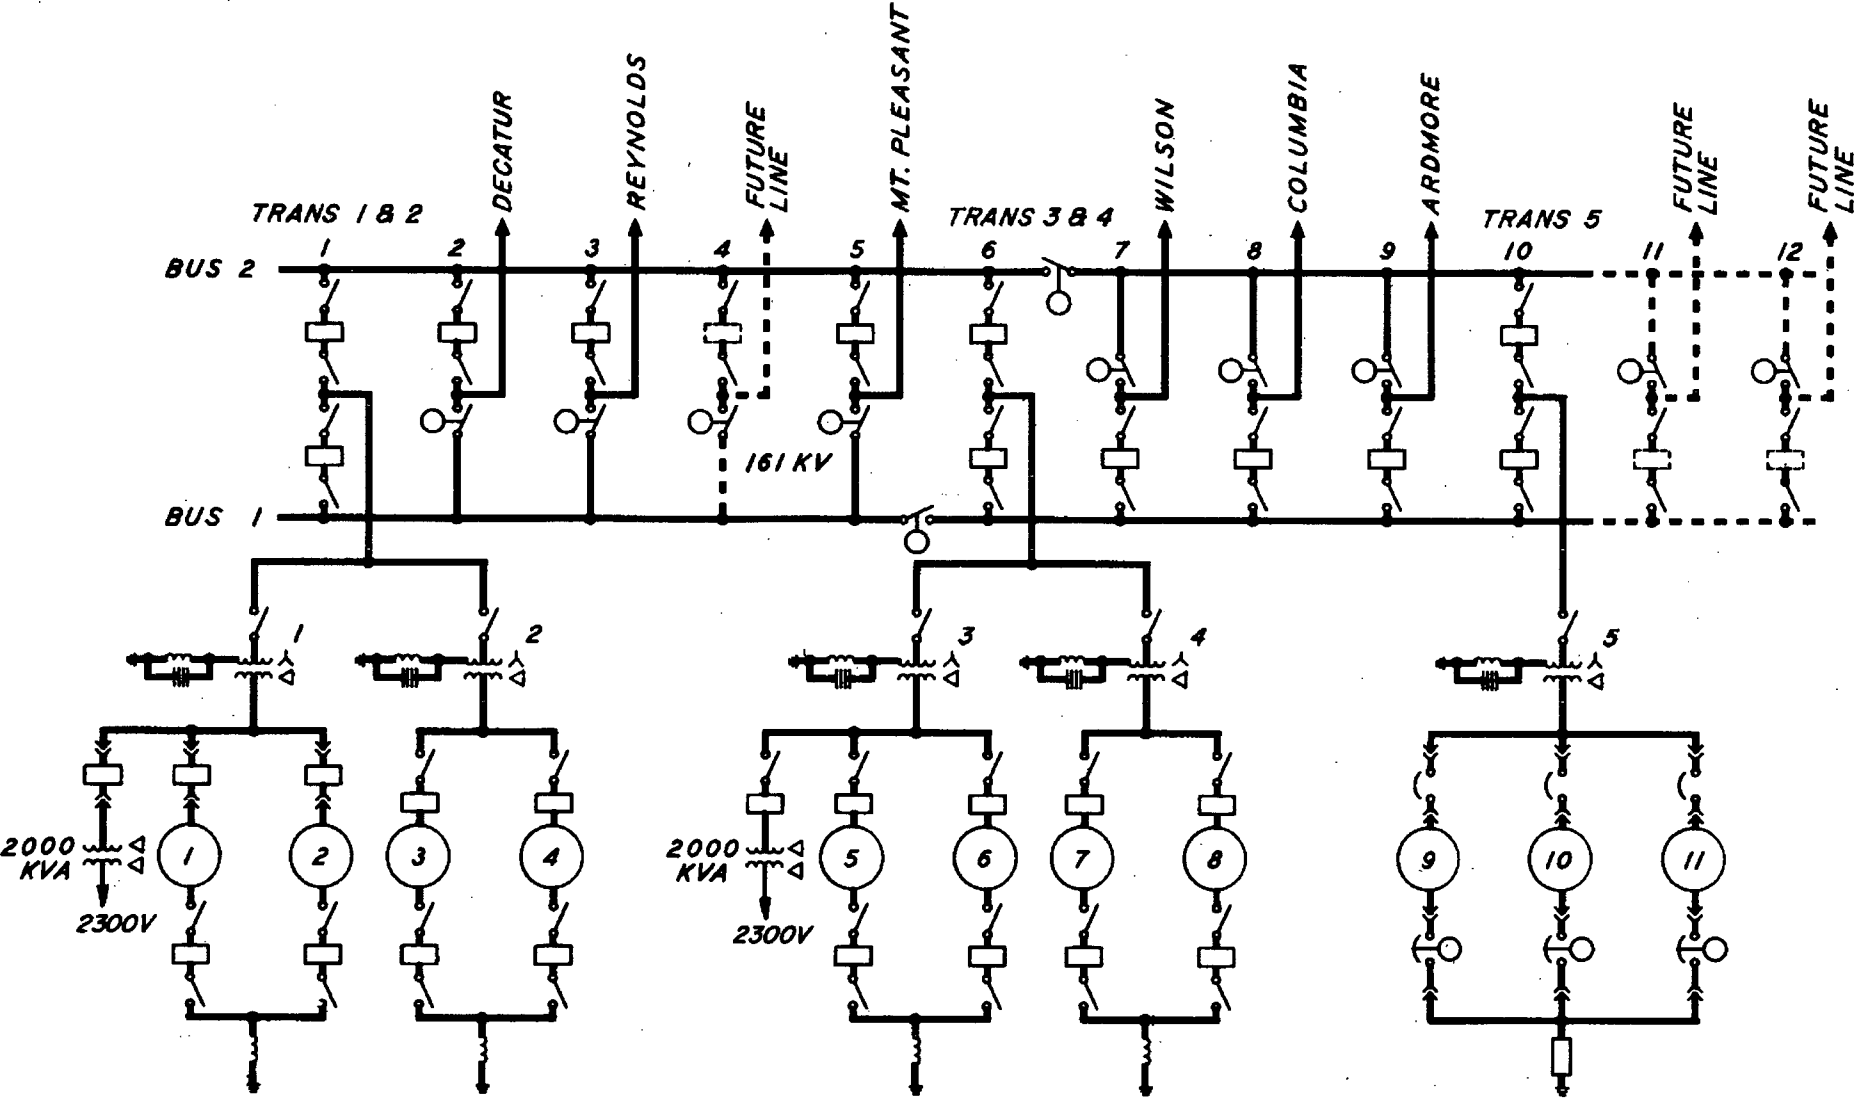 DECATUR
REYNOLDS
FUTURE
LINE
MT. PLEASANT
WILSON
COLUMBIA
ARDMORE
FUTURE
LINE
FUTURE
LINE
TRANS 1 & 2
TRANS 3 & 4
TRANS 5
1
2
3
4
5
6
7
8
9
10
11
12
BUS 2
161 KV
BUS 1
1
2
3
4
5
2000
KVA
2300V
1
2
3
4
2000
KVA
2300V
5
6
7
8
9
10
11